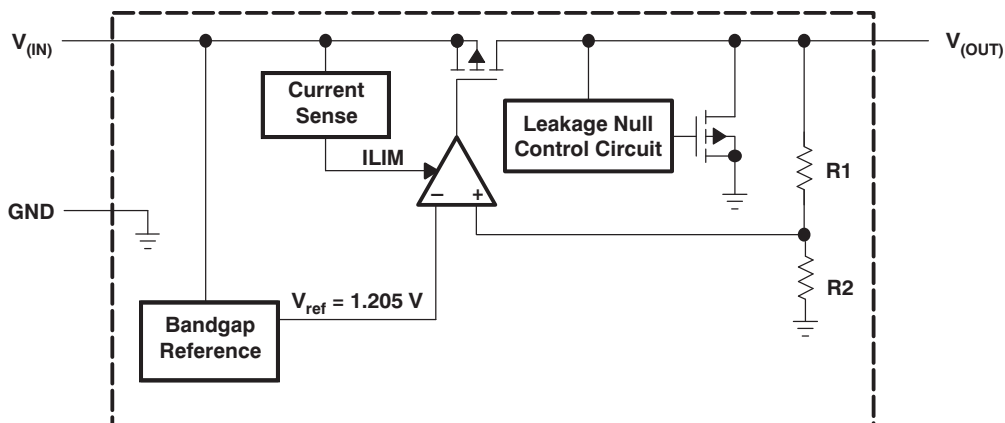 V(IN)
V(OUT)
Current
Sense
Leakage Null
Control Circuit
ILIM
R1
– +
GND
R2
Vref = 1.205 V
Bandgap
Reference